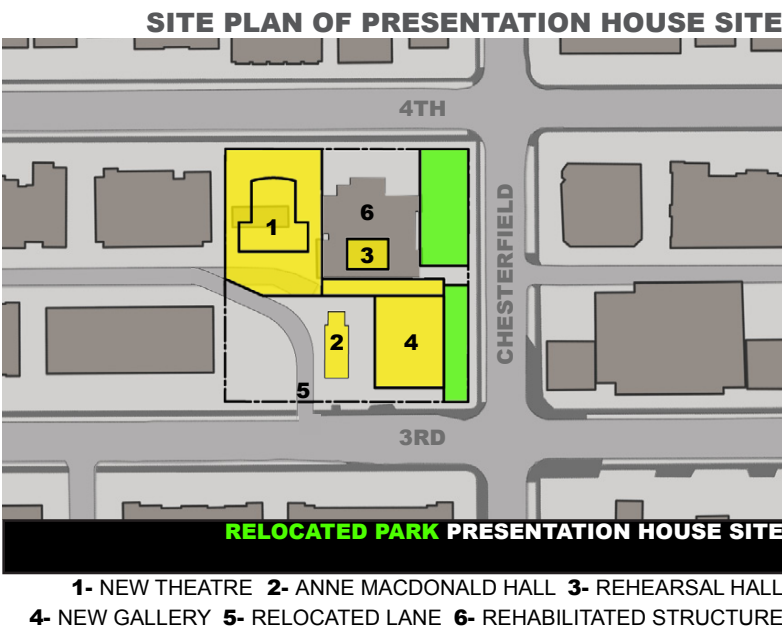 SITE PLAN OF PRESENTATION HOUSE SITE
4TH
CHESTERFIELD
6
1
3
2
4
5
3RD
RELOCATED PARK PRESENTATION HOUSE SITE
1- NEW THEATRE 2- ANNE MACDONALD HALL 3- REHEARSAL HALL
4- NEW GALLERY 5- RELOCATED LANE 6- REHABILITATED STRUCTURE